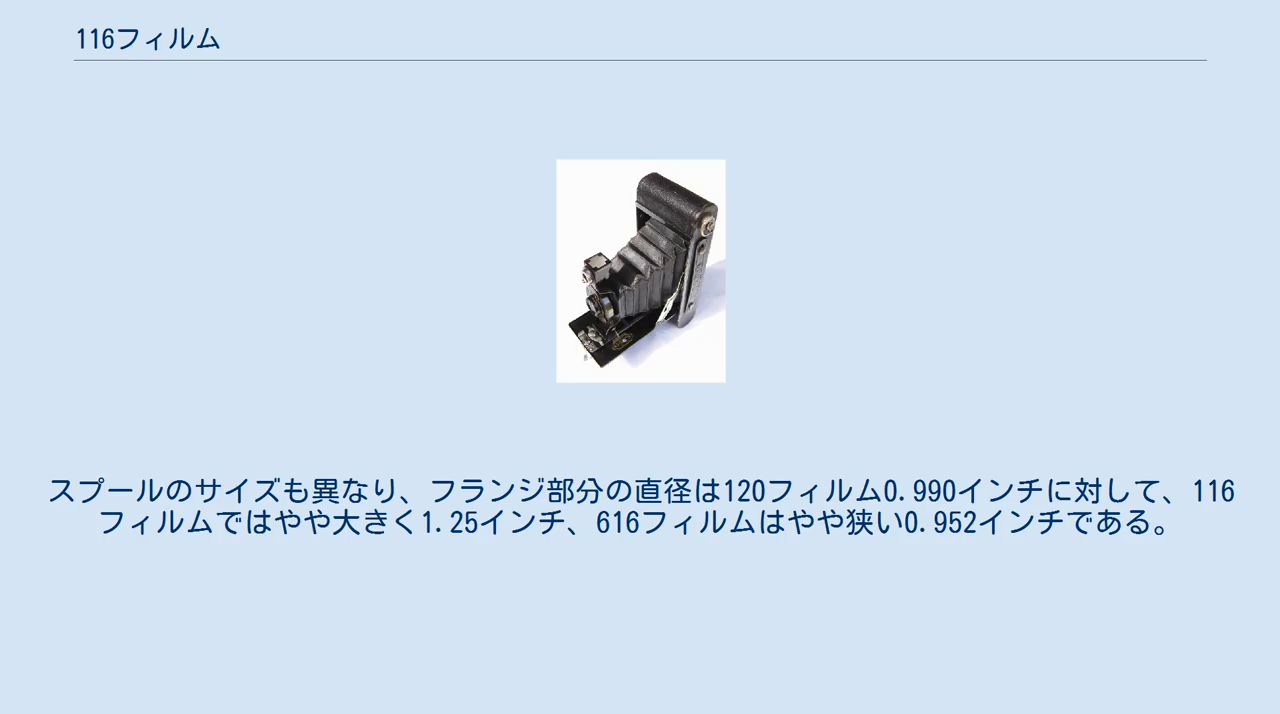 116フィルム
スプールのサイズも異なり、フランジ部分の直径は120フィルム0.990インチに対して、116
フィルムではやや大きく1.25インチ、616フィルムはやや狭い0.952インチである。